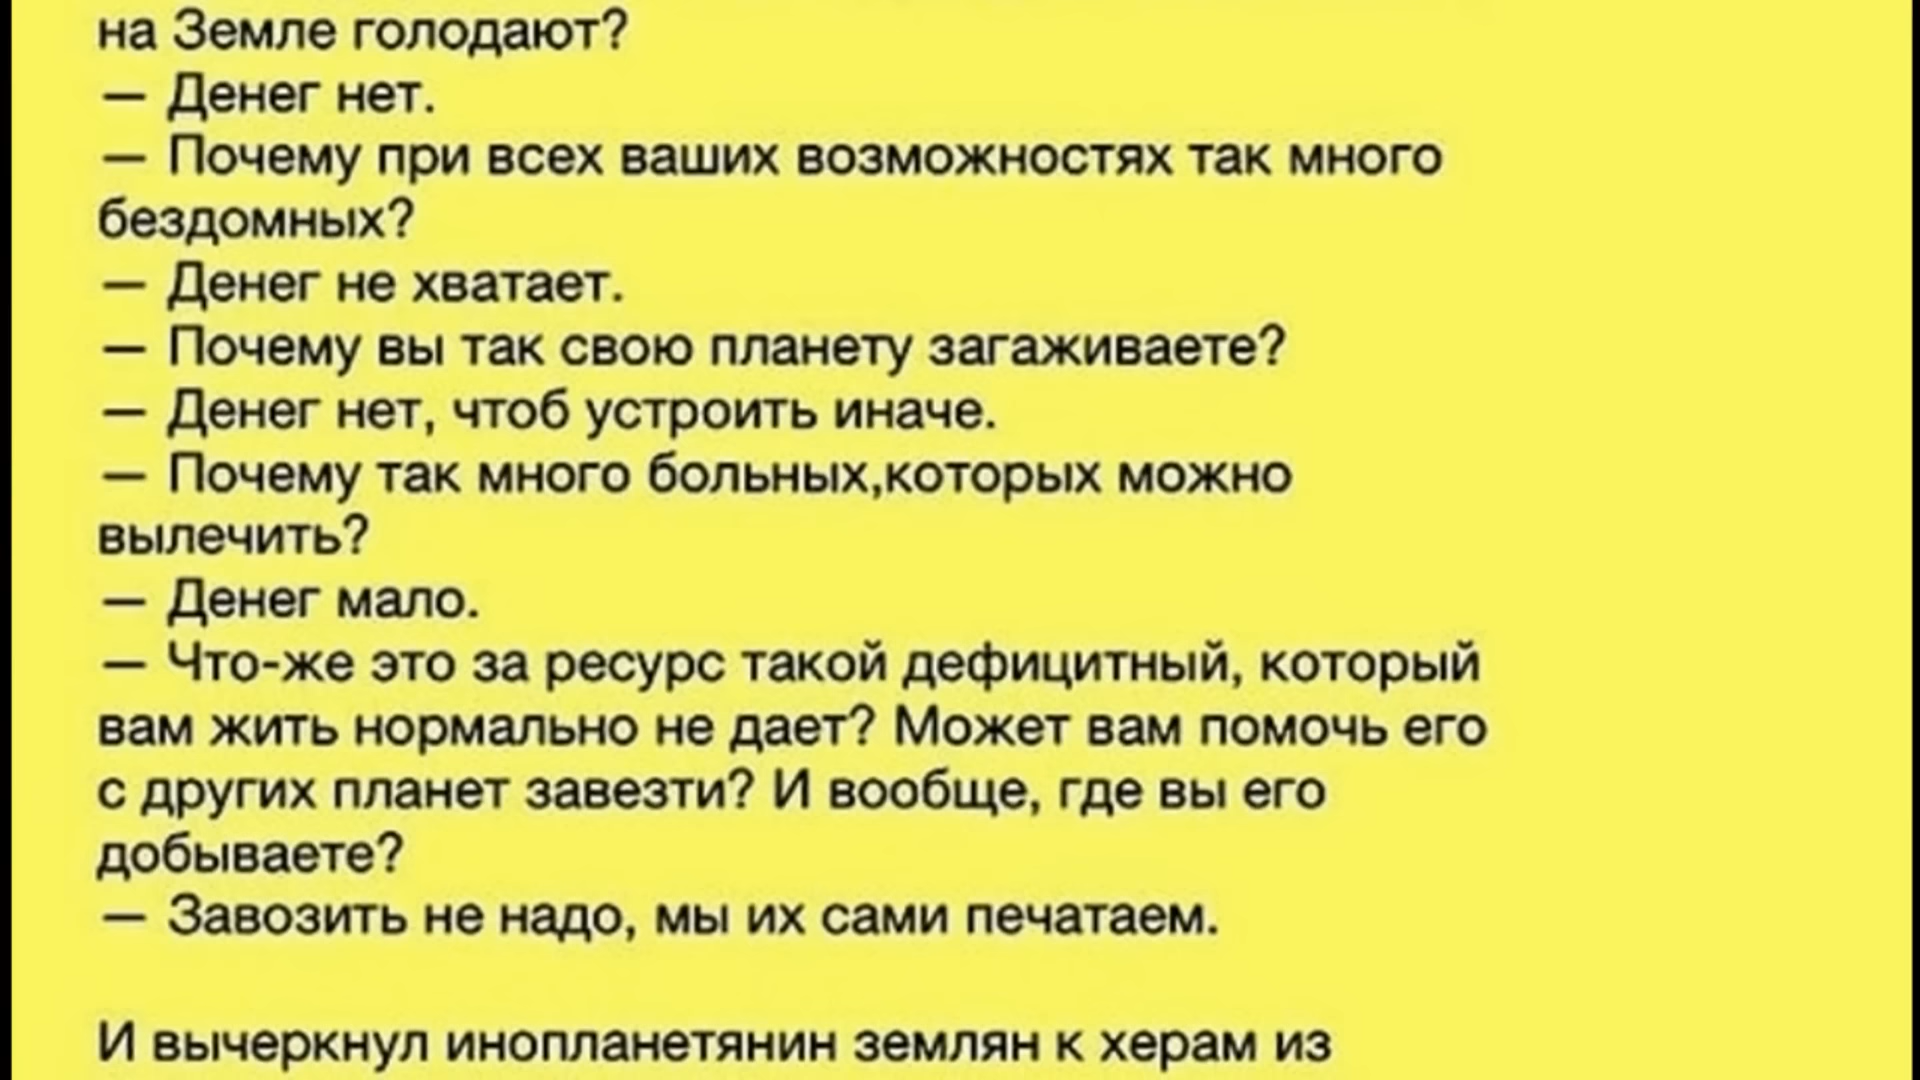 на Земле голодают?
— Денег нет.
— Почему при всех ваших возможностях так много
бездомных?
— Денег не хватает.
— Почему вы так свою планету загаживаете?
— Денег нет, чтоб устроить иначе.
— Почему так много больных,которых можно
вылечить?
— Денег мало.
— Что-же это за ресурс такой дефицитный, который
вам жить нормально не дает? Может вам помочь его
с других планет завезти? И вообще, где вы его
добываете?
— Завозить не надо, мы их сами печатаем.
И вычеркнул инопланетянин землян к херам из